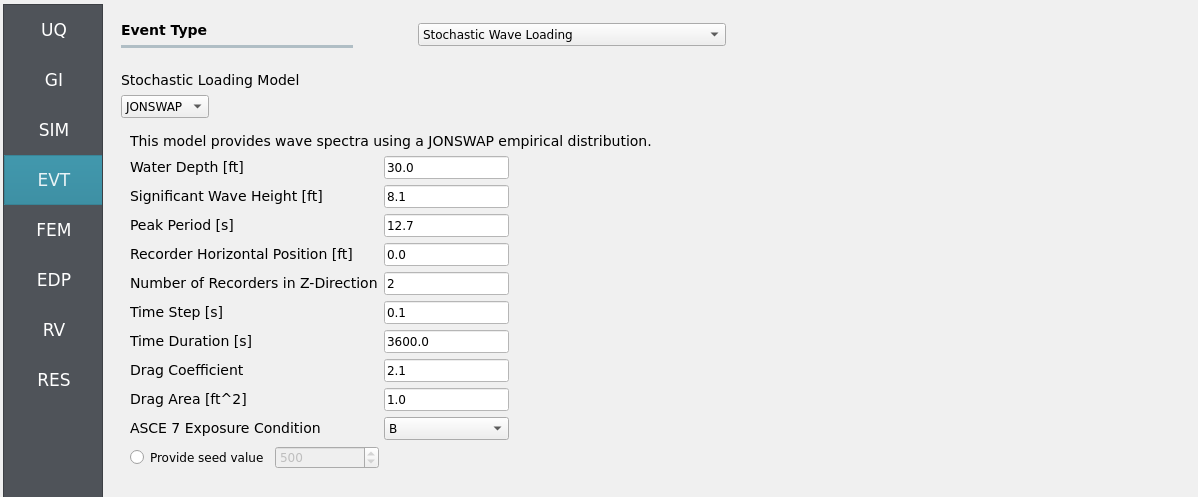 UQ
GI
SIM
EVT
FEM
EDP
RV
RES
Event Type Stochastic Wave Loading
Stochastic Loading Model
JONSWAP
This model provides wave spectra using a JONSWAP empirical distribution.
Water Depth [ft] 30.0
Significant Wave Height [ft] 8.1
Peak Period [s] 12.7
Recorder Horizontal Position [ft] 0.0
Number of Recorders in Z-Direction 2
Time Step [s] 0.1
Time Duration [s] 3600.0
Drag Coefficient 2.1
Drag Area [ft^2] 1.0
ASCE 7 Exposure Condition B
Provide seed value 500